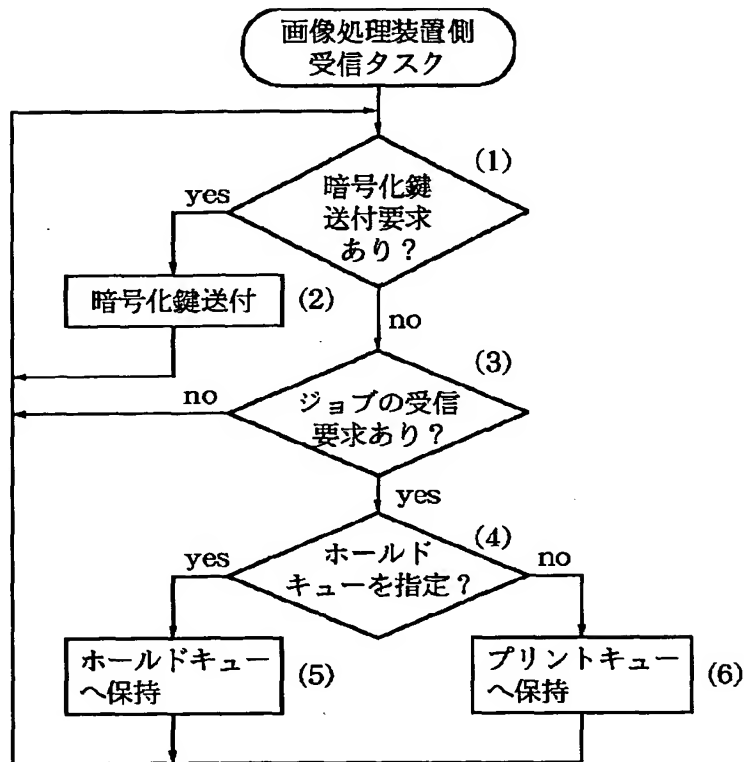 画像処理装置側
受信タスク
(1)
暗号化鍵
送付要求
あり？
yes
暗号化鍵送付
(2)
no
(3)
ジョブの受信
要求あり？
no
yes
(4)
ホールド
キューを指定？
yes
no
ホールドキュー
へ保持
(5)
プリントキュー
へ保持
(6)